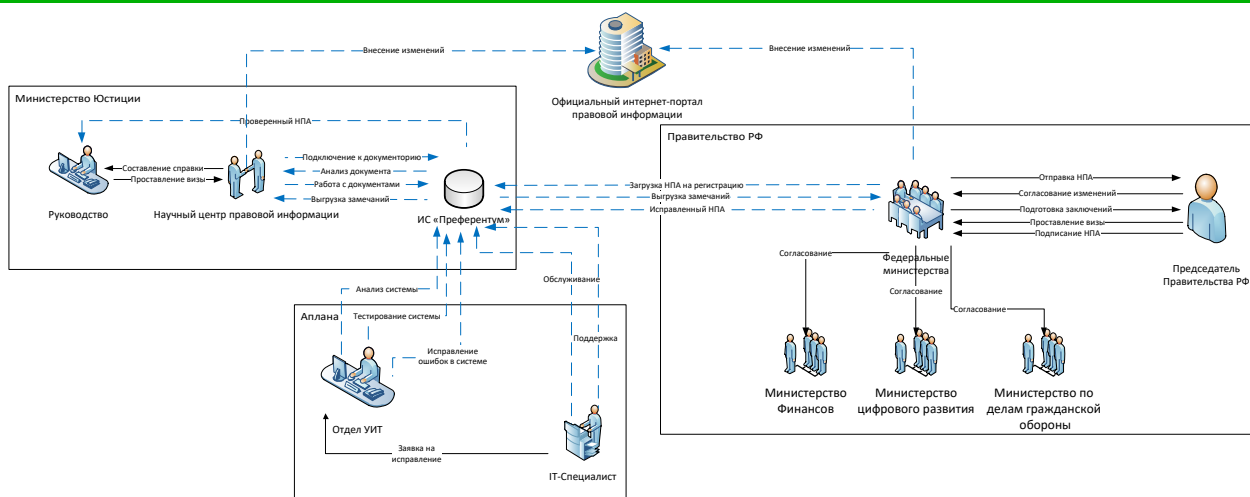 Внесение изменений
Внесение изменений
Официальный интернет-портал
правовой информации
Министерство Юстиции
Проверенный НПА
Составление справки
Проставление визы
Руководство
Научный центр правовой информации
Подключение к документорию
Анализ документа
Работа с документами
Выгрузка замечаний
ИС «Преферентум»
Правительство РФ
Загрузка НПА на регистрацию
Выгрузка замечаний
Исправленный НПА
Отправка НПА
Согласование изменений
Подготовка заключений
Проставление визы
Подписание НПА
Федеральные
министерства
Председатель
Правительства РФ
Согласование
Согласование
Согласование
Министерство
Финансов
Министерство
цифрового развития
Министерство по
делам гражданской
обороны
Обслуживание
Анализ системы
Аплана
Тестирование системы
Поддержка
Исправление
ошибок в системе
Отдел УИТ
Заявка на
исправление
IT-Специалист